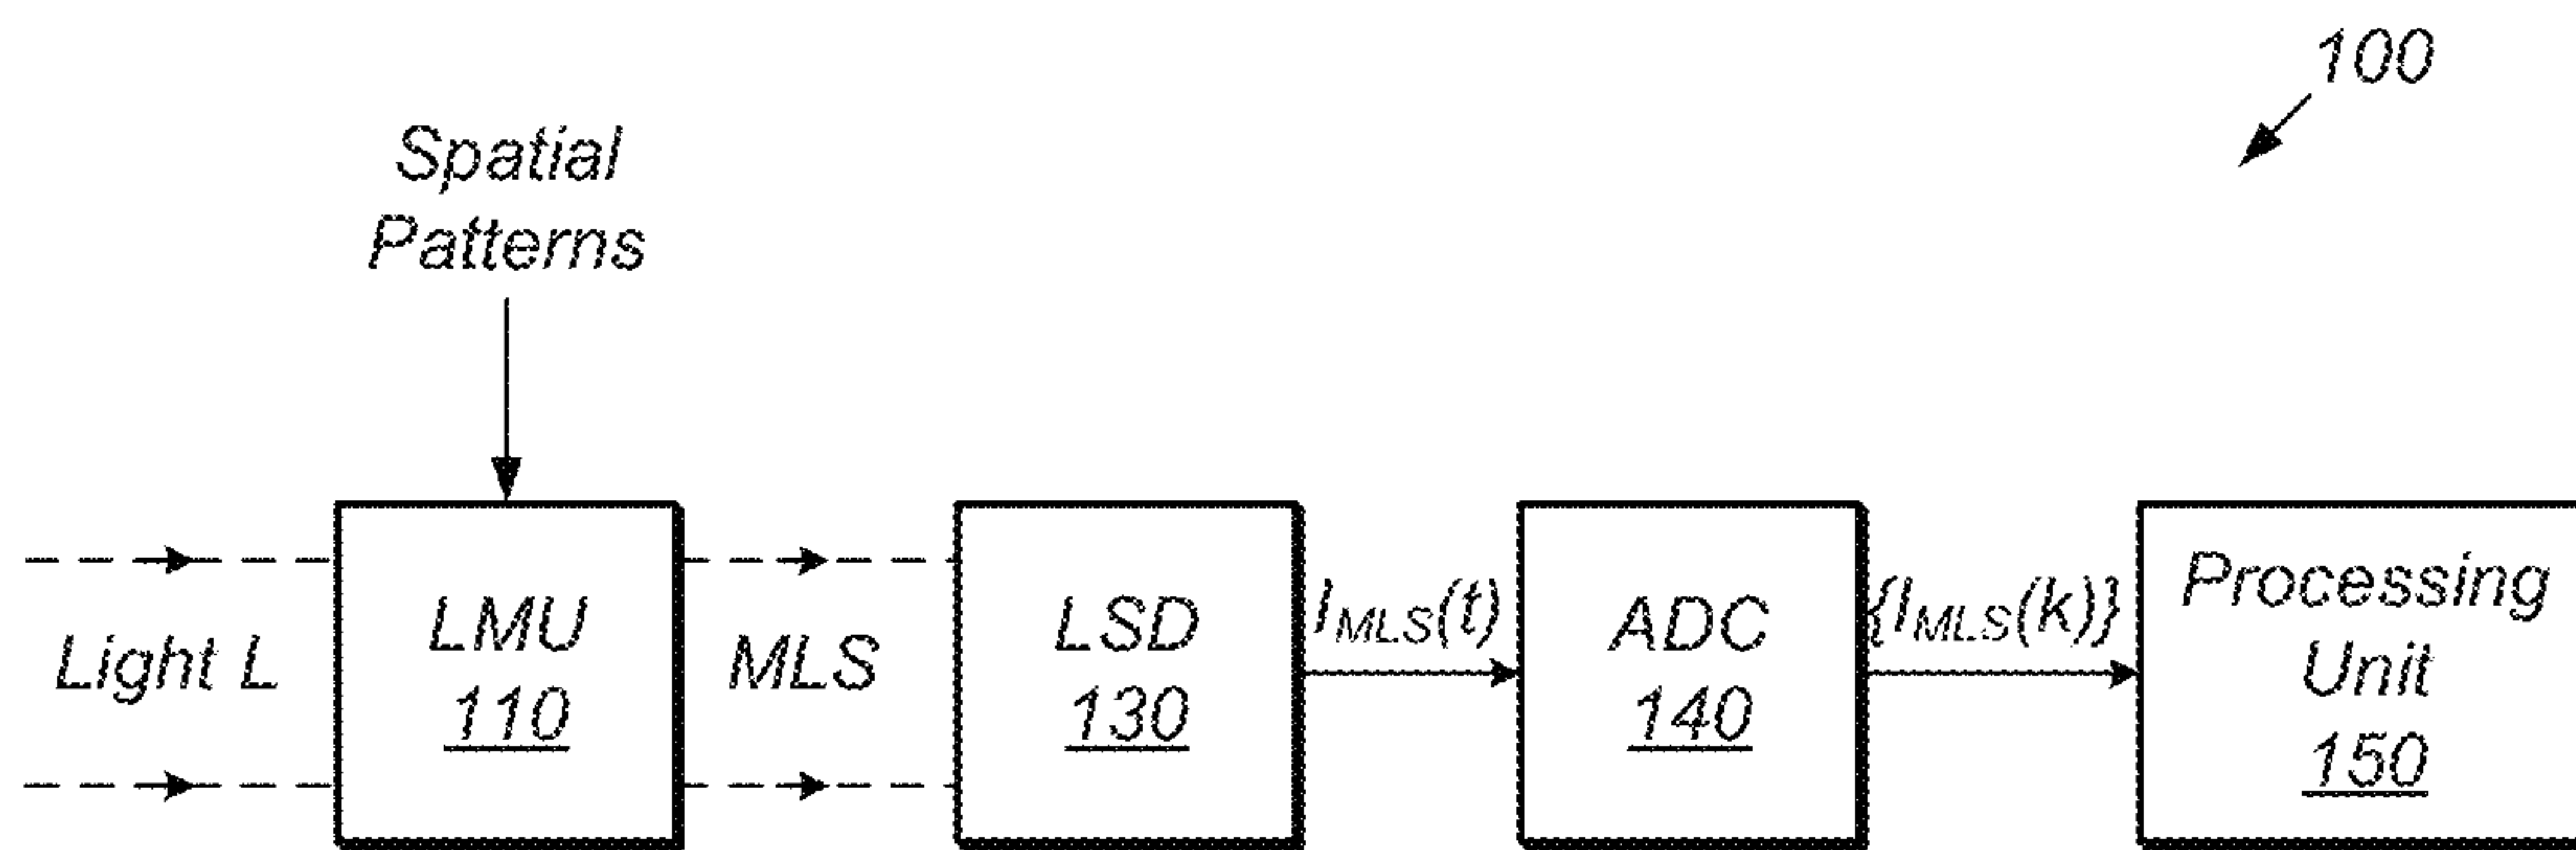 100
Spatial
Patterns
Light L
LMU
110
MLS
LSD
130
I_MLS(t)
ADC
140
{I_MLS(k)}
Processing
Unit
150